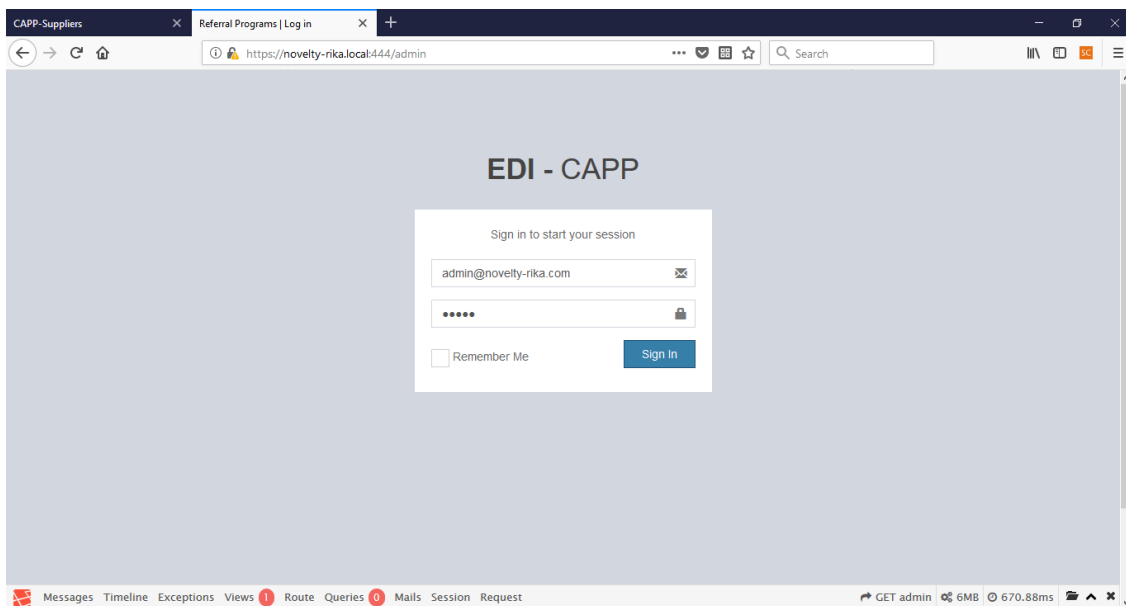 CAPP-Suppliers Referral Programs | Log in
https://novelty-rika.local:444/admin Search SC
EDI - CAPP
Sign in to start your session
admin@novelty-rika.com
•••••
Remember Me Sign In
Messages Timeline Exceptions Views 1 Route Queries 0 Mails Session Request GET admin 6MB 670.88ms